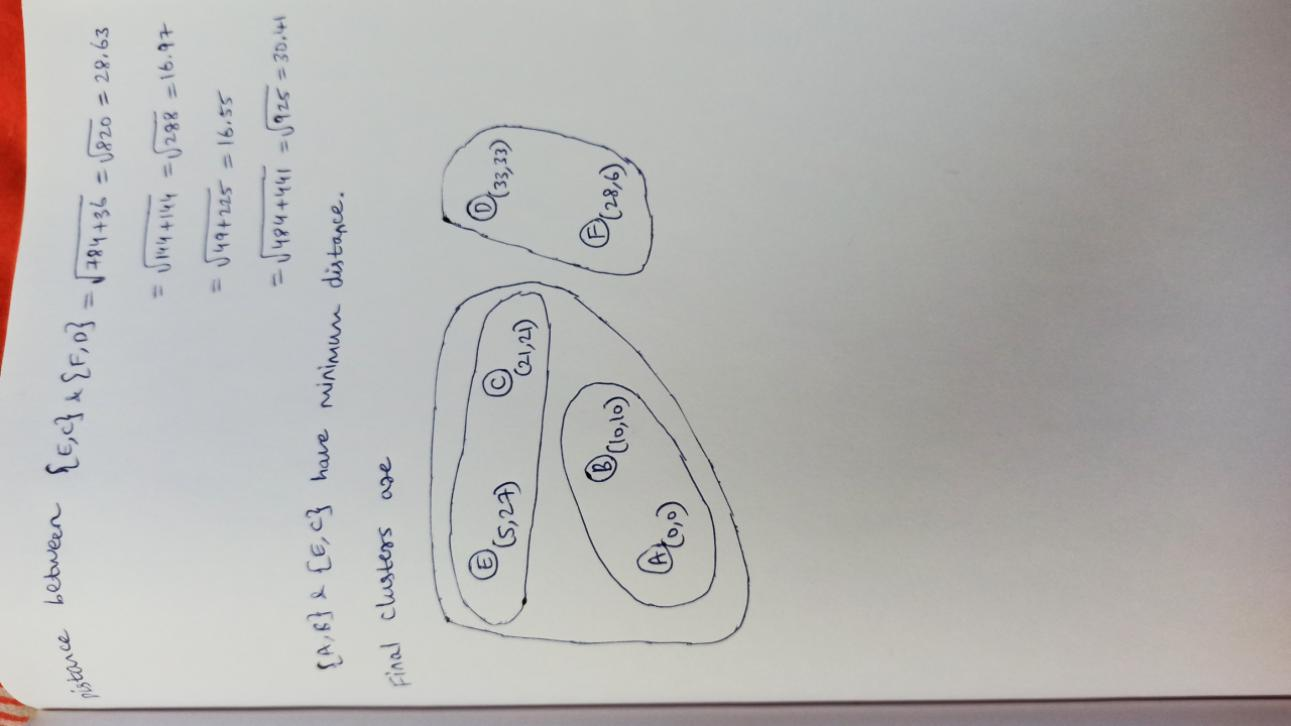 Distance between {E,C} & {F,D} = √784+36 = √820 = 28.63
= √144+144 = √288 = 16.97
= √49+225 = 16.55
= √484+441 = √925 = 30.41
{A,B} & {E,C} have minimum distance.
Final clusters are
E (5,27)
C (21,21)
D (33,33)
A (0,0)
B (10,10)
F (28,6)